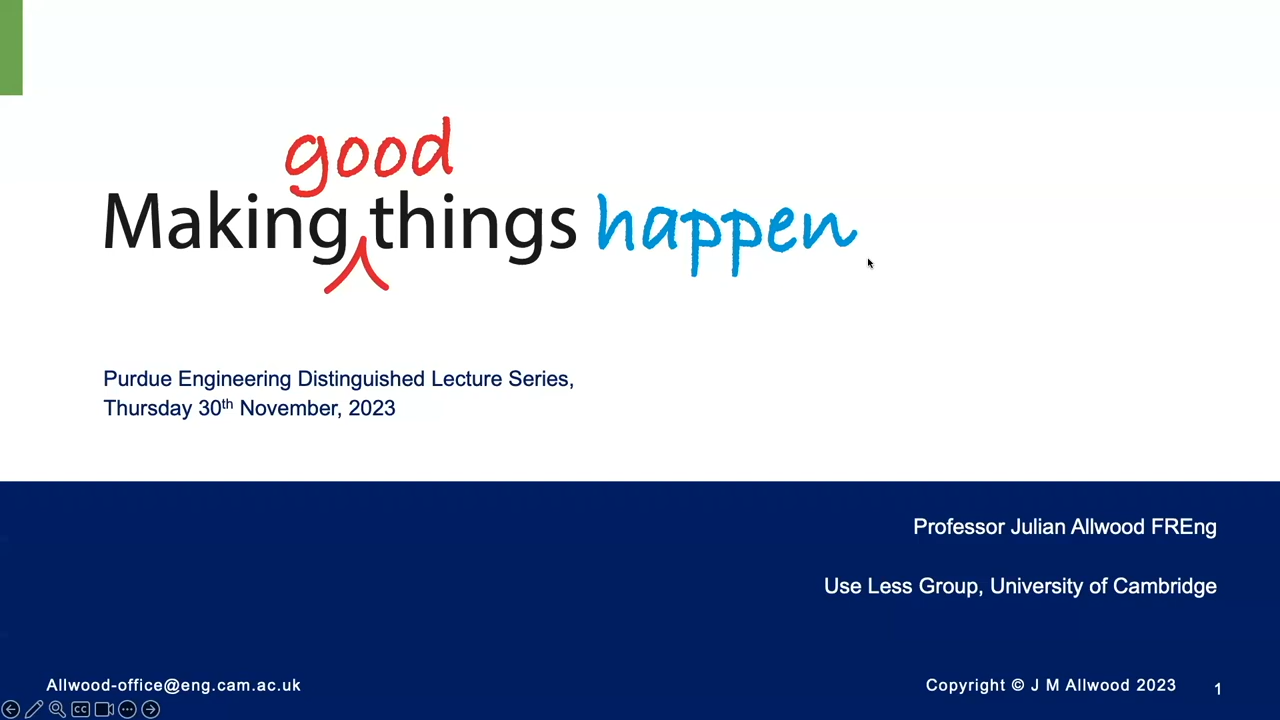 good
Making things happen
Purdue Engineering Distinguished Lecture Series,
Thursday 30th November, 2023
Professor Julian Allwood FREng
Use Less Group, University of Cambridge
Allwood-office@eng.cam.ac.uk
Copyright © J M Allwood 2023
1
CC